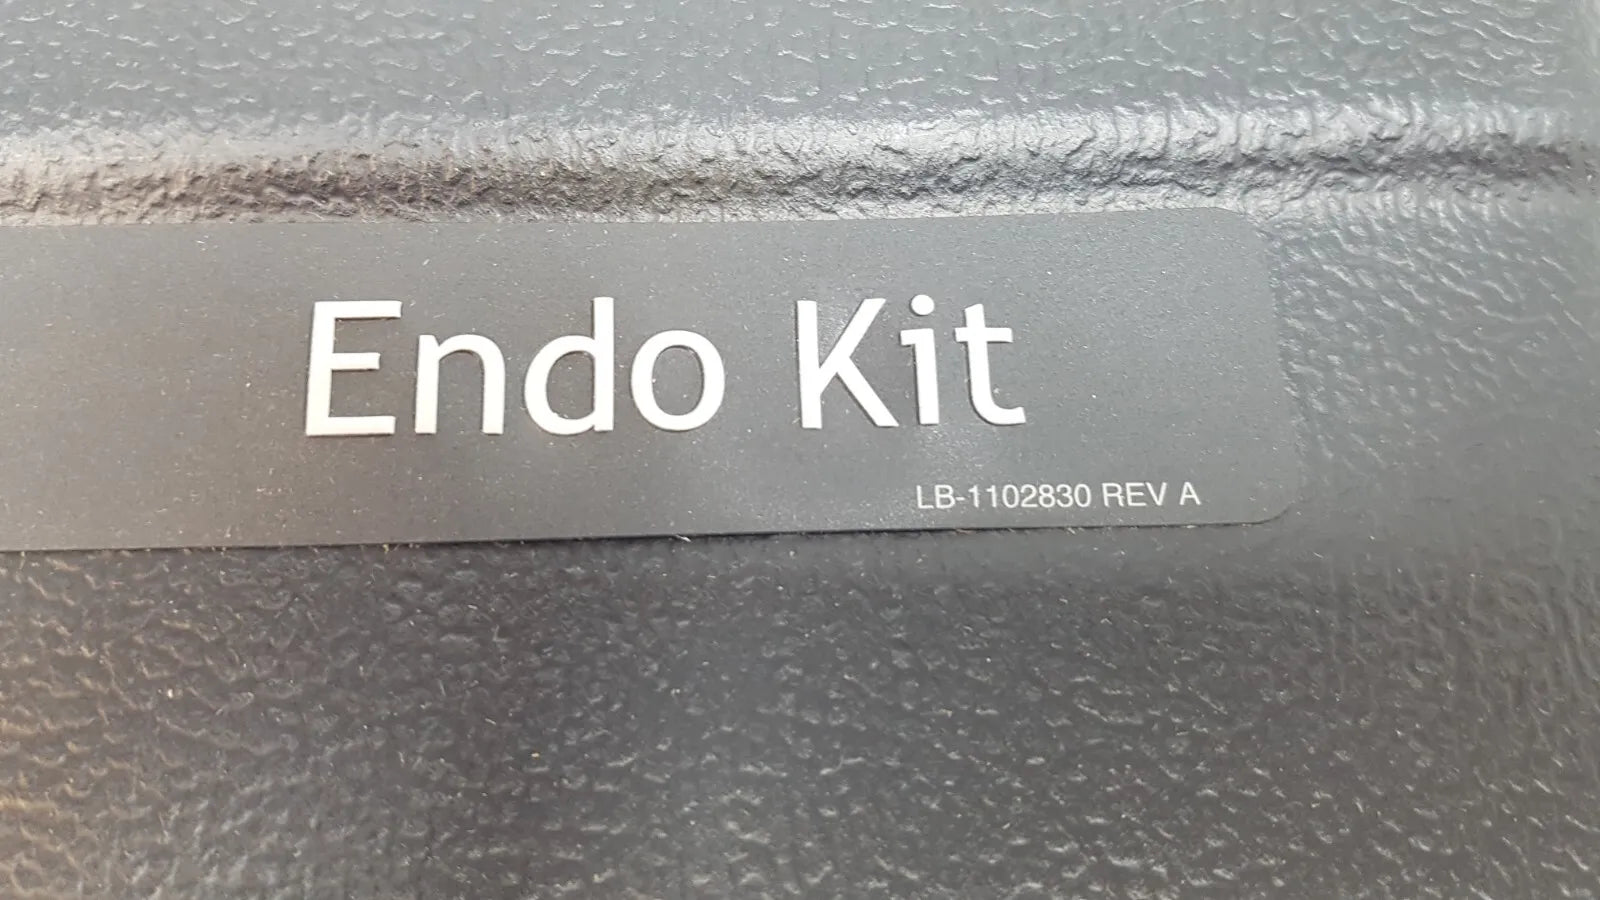 Endo Kit
LB-1102830 REV A